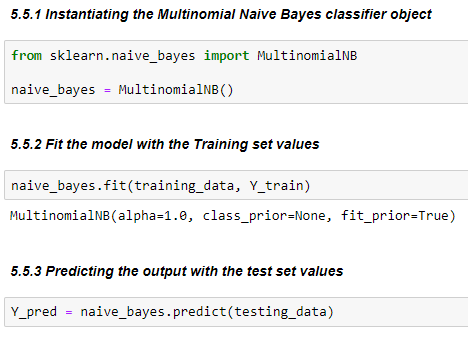 5.5.1 Instantiating the Multinomial Naive Bayes classifier object
from sklearn.naive_bayes import MultinomialNB
naive_bayes = MultinomialNB()
5.5.2 Fit the model with the Training set values
naive_bayes.fit(training_data, Y_train)
MultinomialNB(alpha=1.0, class_prior=None, fit_prior=True)
5.5.3 Predicting the output with the test set values
Y_pred = naive_bayes.predict(testing_data)